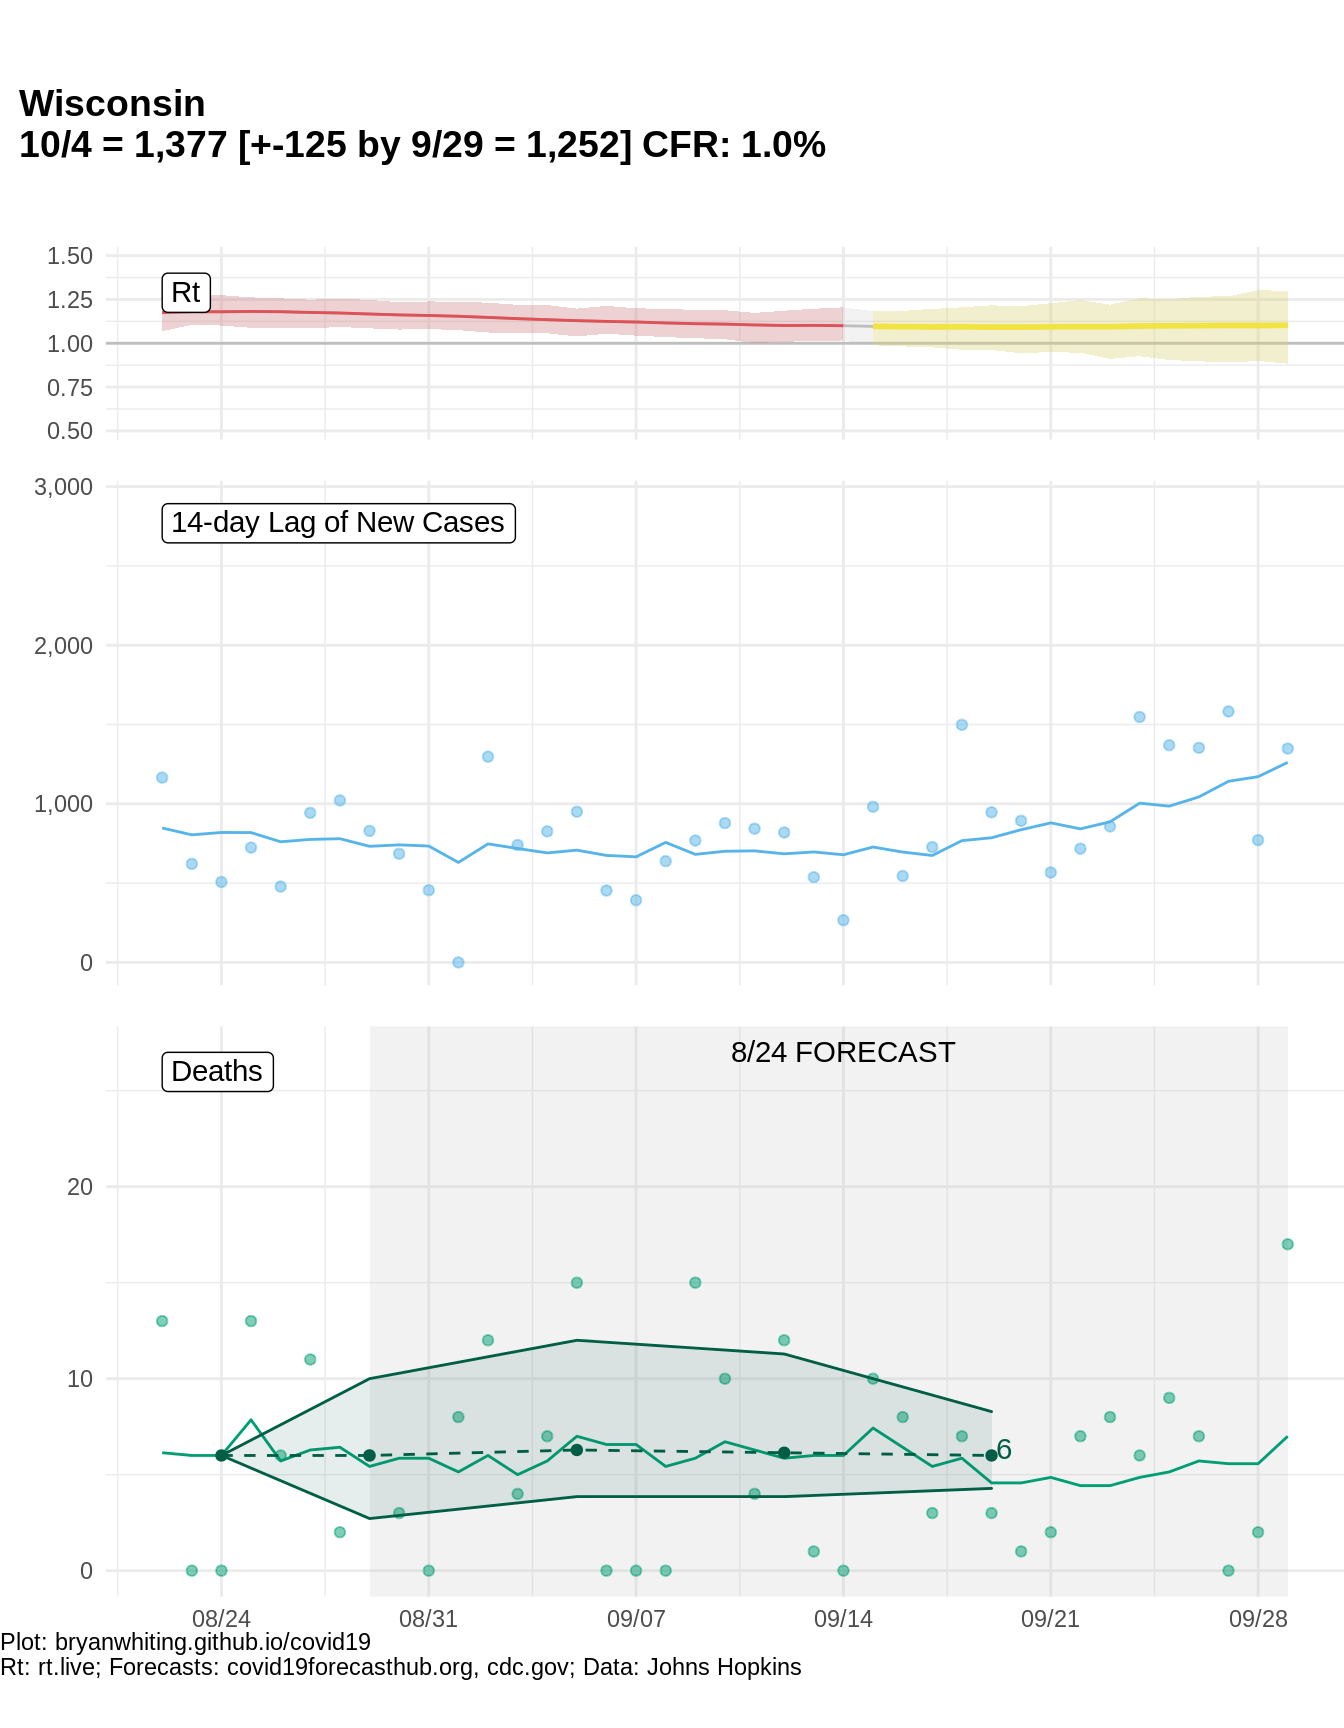 Wisconsin
10/4 = 1,377 [+-125 by 9/29 = 1,252] CFR: 1.0%
1.50
Rt
1.25
1.00
0.75
0.50
3,000
14-day Lag of New Cases
2,000
1,000
0
8/24 FORECAST
Deaths
20
10
6
0
08/24 08/31 09/07 09/14 09/21 09/28
Plot: bryanwhiting.github.io/covid19
Rt: rt.live; Forecasts: covid19forecasthub.org, cdc.gov; Data: Johns Hopkins